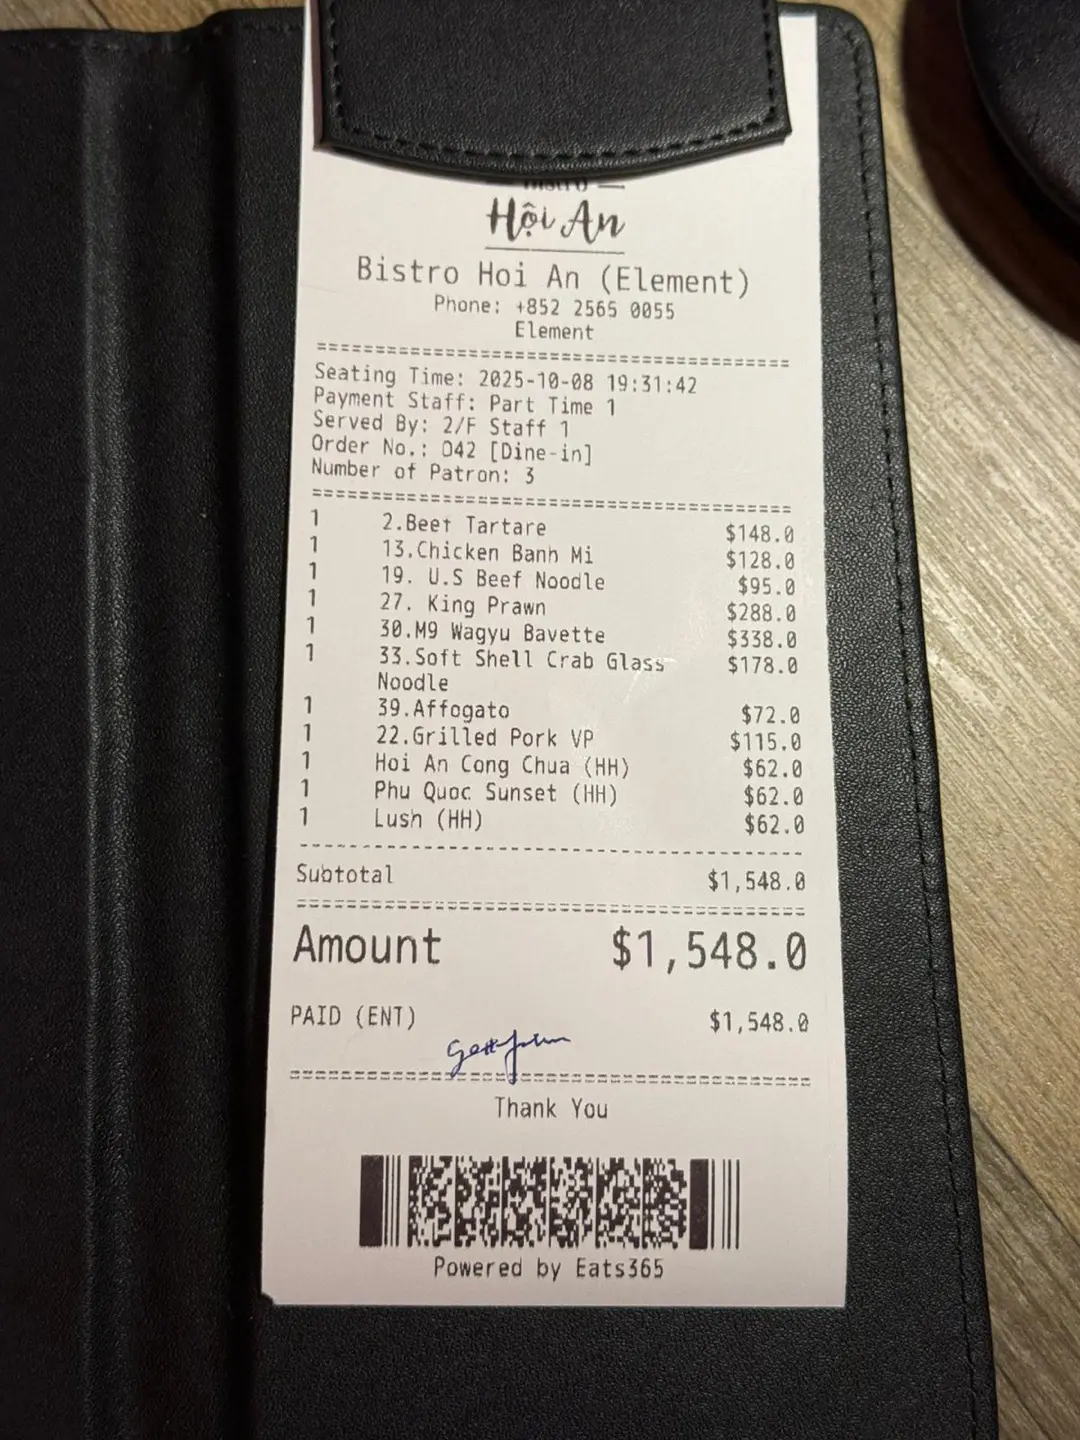 Hội An
Bistro Hoi An (Element)
Phone: +852 2565 0055
Element
Seating Time: 2025-10-08 19:31:42
Payment Staff: Part Time 1
Served By: 2/F Staff 1
Order No.: 042 [Dine-in]
Number of Patron: 3
1 2.Beef Tartare $148.0
1 13.Chicken Banh Mi $128.0
1 19. U.S Beef Noodle $95.0
1 27. King Prawn $288.0
1 30.M9 Wagyu Bavette $338.0
1 33.Soft Shell Crab Glass $178.0
Noodle
1 39.Affogato $72.0
1 22.Grilled Pork VP $115.0
1 Hoi An Cong Chua (HH) $62.0
1 Phu Quoc Sunset (HH) $62.0
1 Lush (HH) $62.0
Subtotal $1,548.0
Amount $1,548.0
PAID (ENT) $1,548.0
Thank You
Powered by Eats365